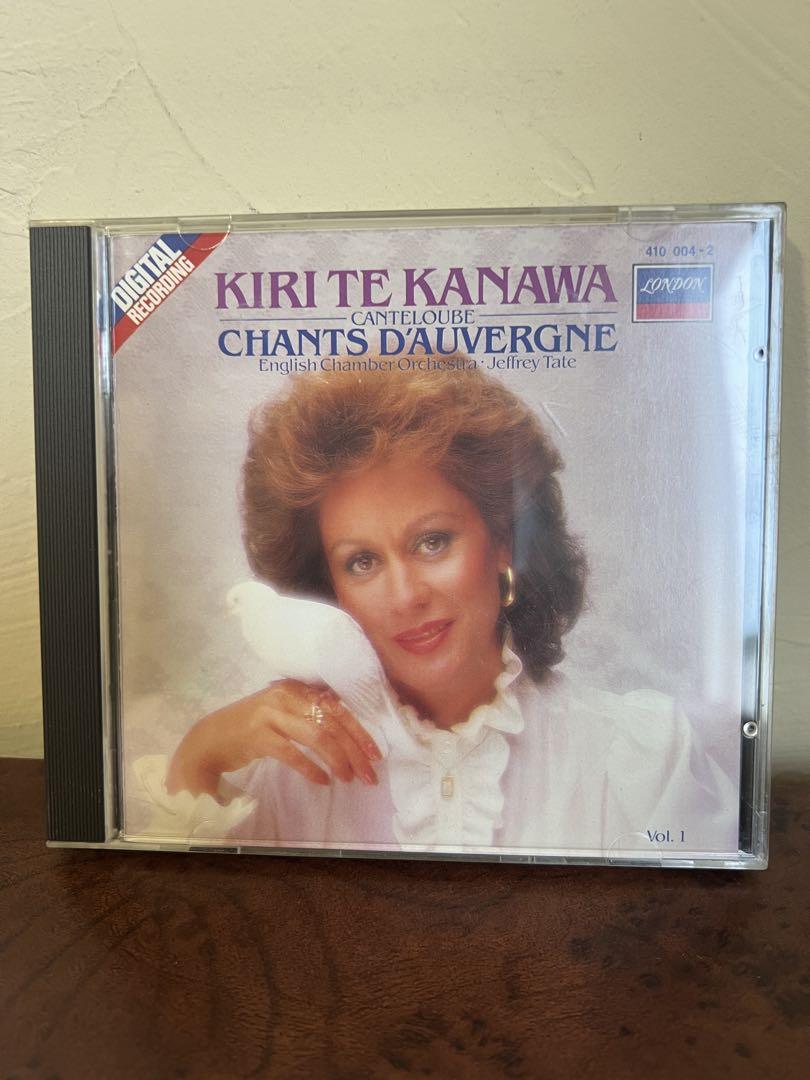 DIGITAL
RECORDING
410 004-2
KIRI TE KANAWA
LONDON
CANTELOUBE
CHANTS D'AUVERGNE
English Chamber Orchestra · Jeffrey Tate
Vol. 1